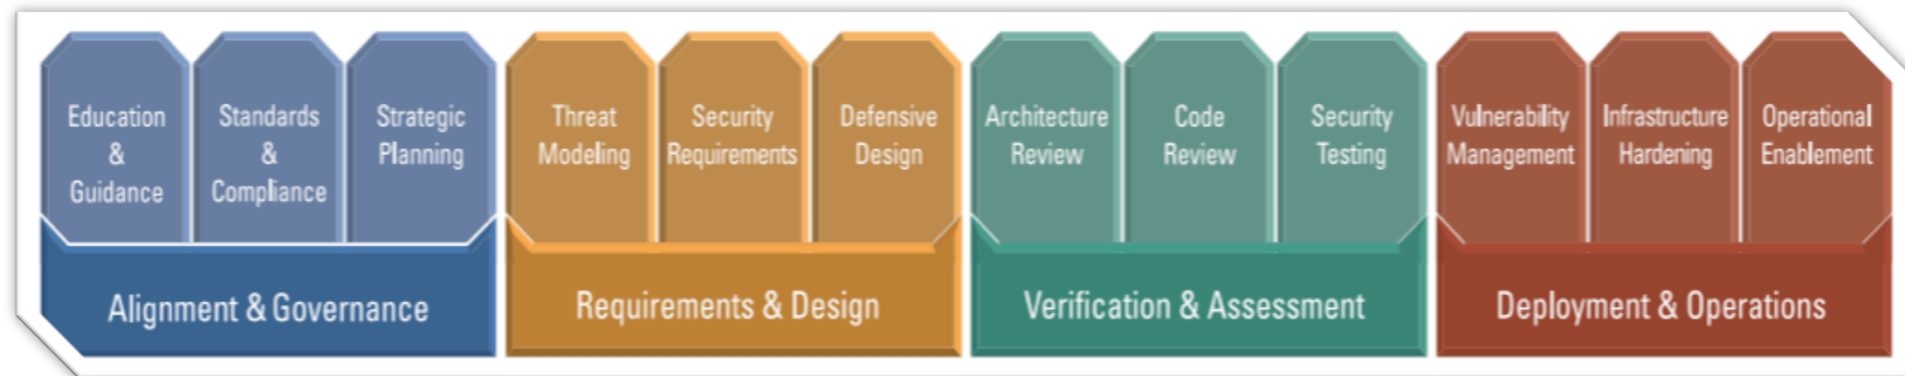 Education
&
Guidance
Standards
&
Compliance
Strategic
Planning
Alignment & Governance
Threat
Modeling
Security
Requirements
Defensive
Design
Requirements & Design
Architecture
Review
Code
Review
Security
Testing
Verification & Assessment
Vulnerability
Management
Infrastructure
Hardening
Operational
Enablement
Deployment & Operations